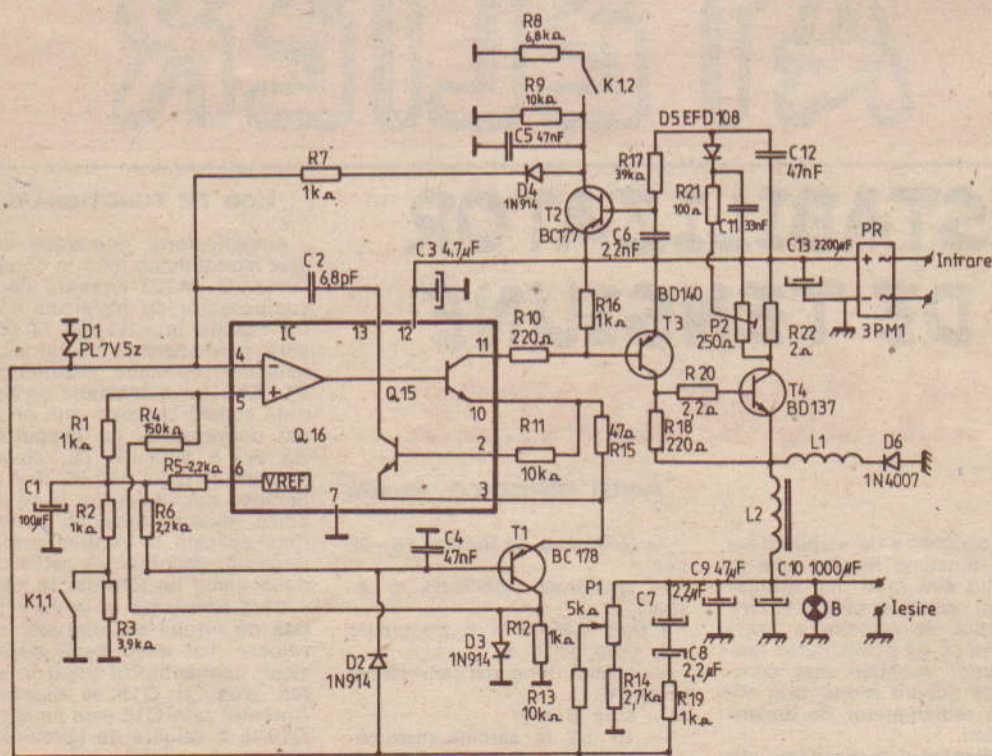 R8
6,8kΩ
K1,2
R9
10kΩ
C5 47nF
D5 EFD108
R7
1kΩ
D4
1N914
T2
BC177
R17
39kΩ
C6
2,2nF
R21
100Ω
C11
33nF
C12
47nF
C13 2200µF
PR
Intrare
3PM1
C2
6,8pF
C3 4,7µF
R16
1kΩ
BD140
T3
P2
250Ω
R22
2Ω
D1
PL7V5z
IC
13
12
4
5
6
11
10
2
3
7
Q15
Q16
VREF
R10
220Ω
R11
10kΩ
47Ω
R15
R20
2,2Ω
R18
220Ω
T4
BD137
L1
D6
1N4007
L2
R1
1kΩ
R4
150kΩ
R5-2,2kΩ
C1
100µF
R2
1kΩ
R6
2,2kΩ
K1,1
R3
3,9kΩ
C4
47nF
T1
BC178
D2
1N914
D3
1N914
R12
1kΩ
R13
10kΩ
P1
5kΩ
R14
2,7kΩ
C7
2,2µF
C8
2,2µF
R19
1kΩ
C9 47µF
C10 1000µF
B
Iesire